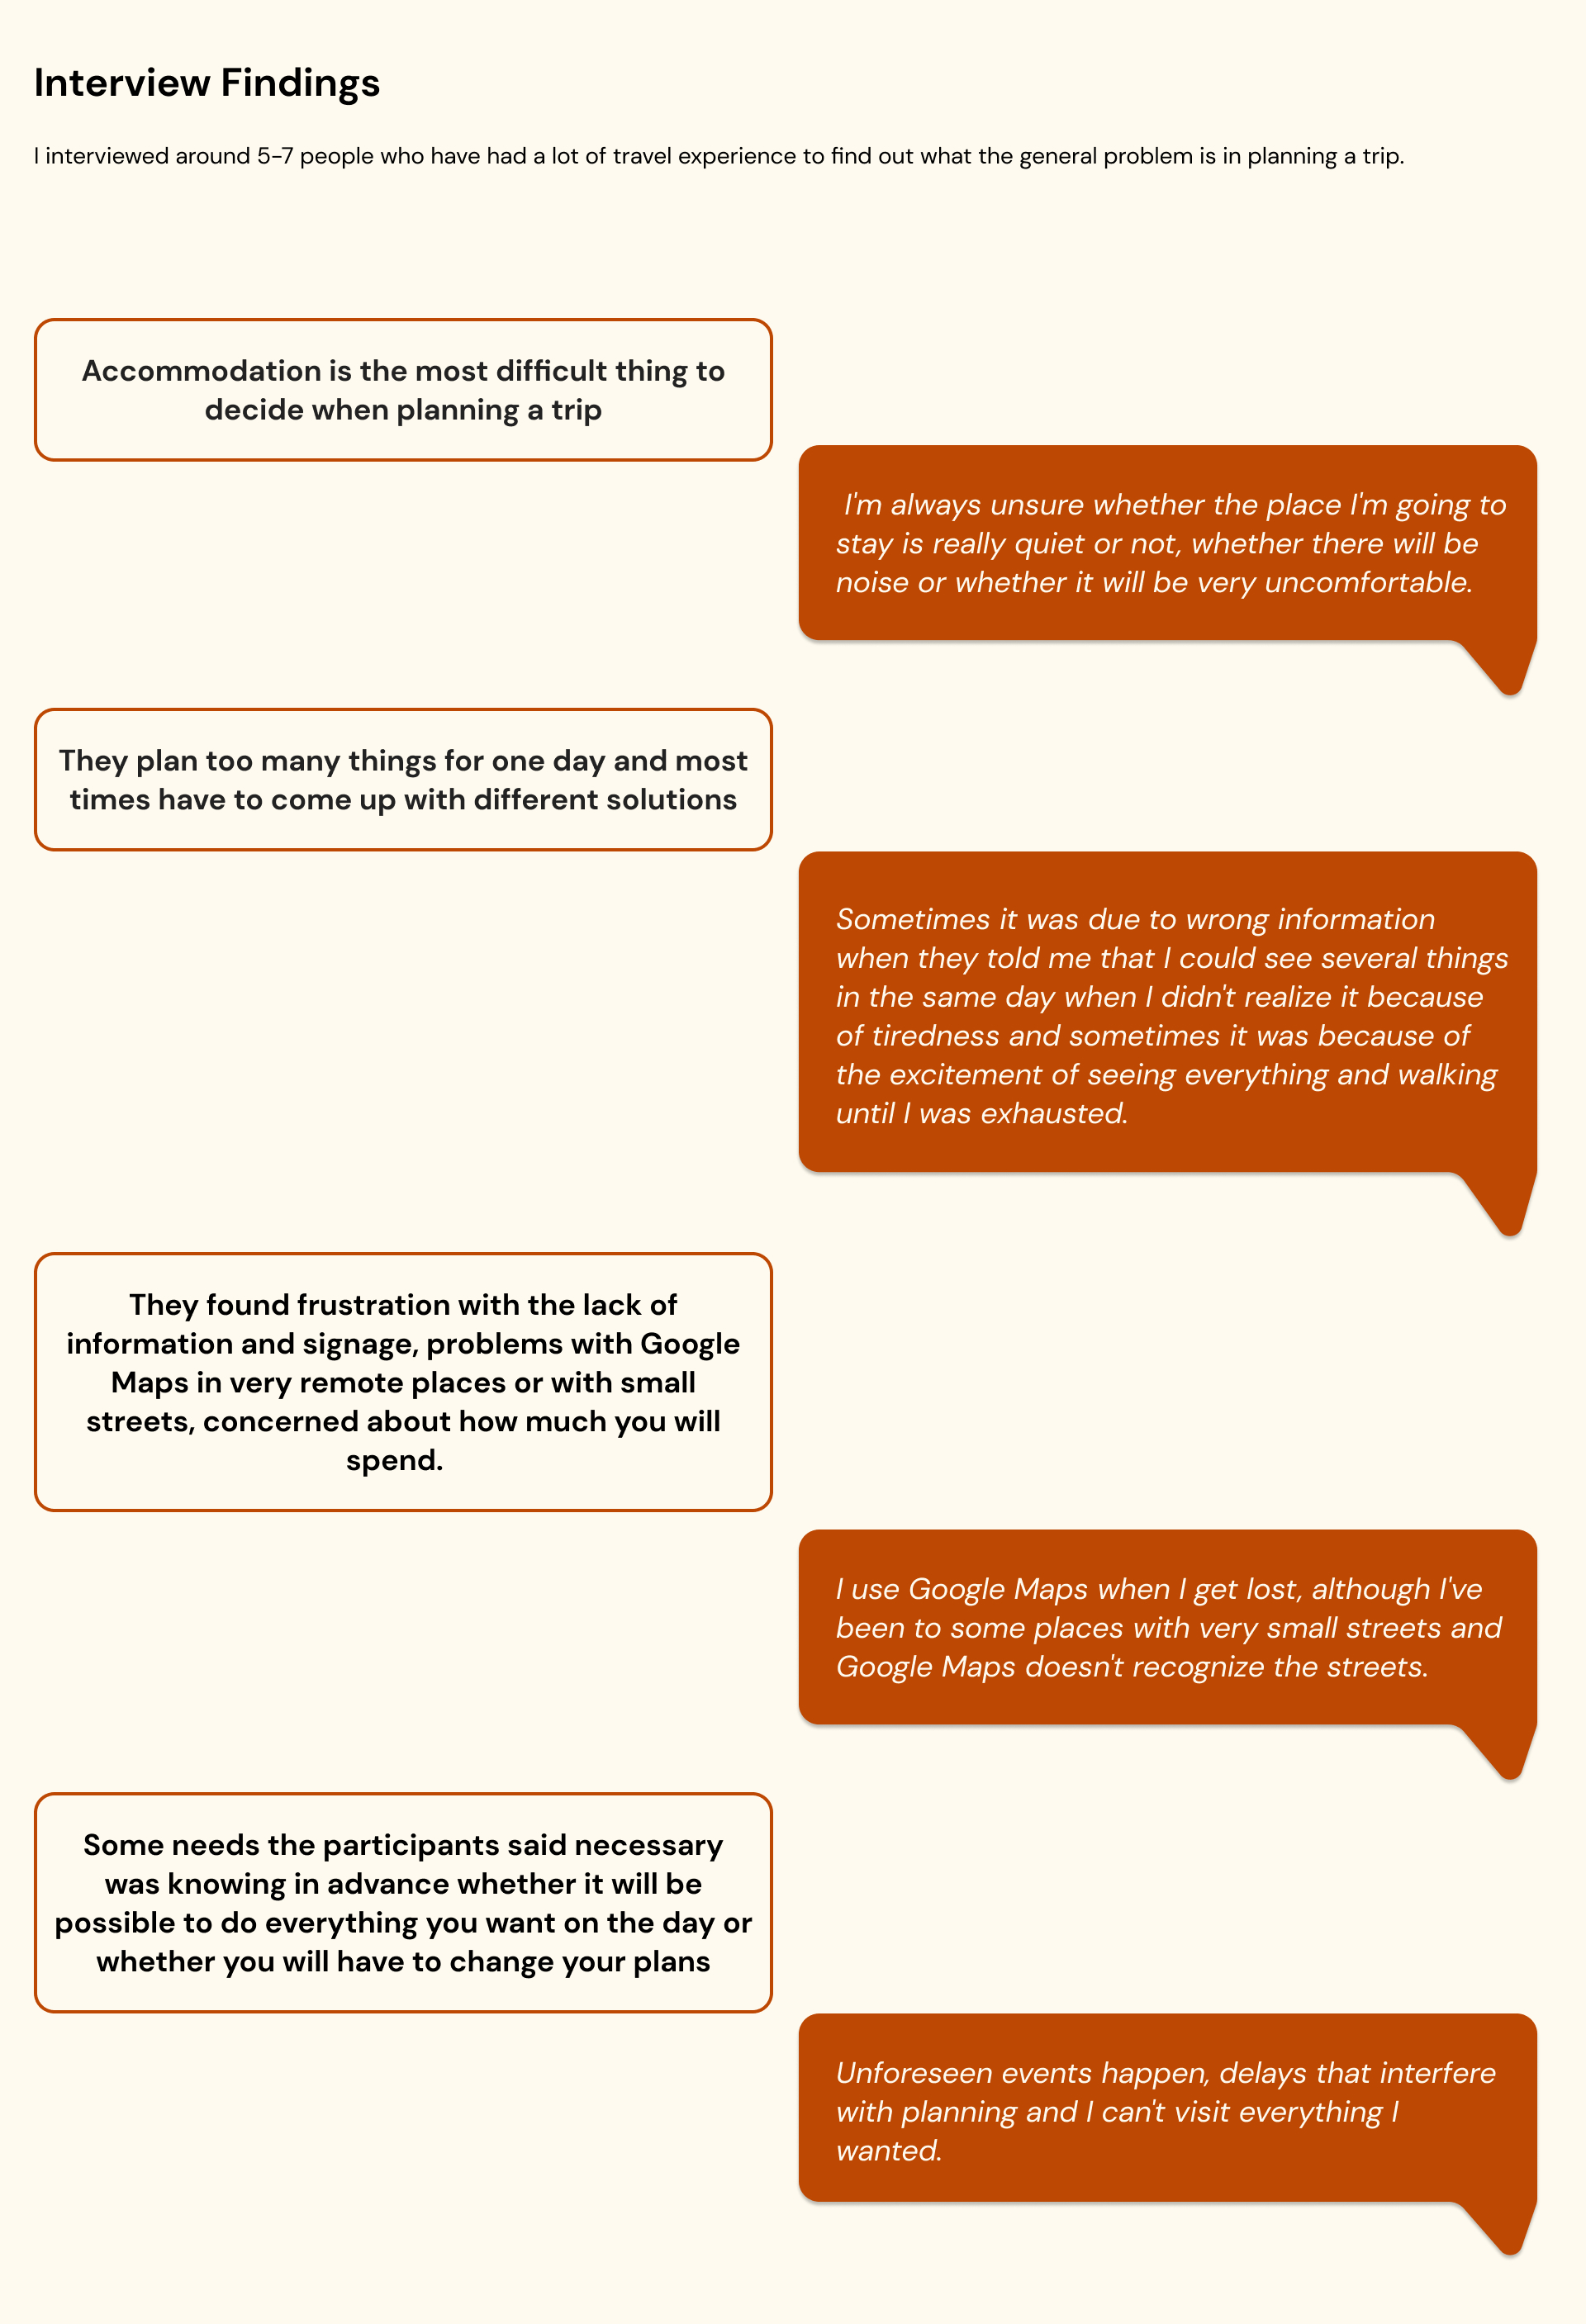 Interview Findings
I interviewed around 5-7 people who have had a lot of travel experience to find out what the general problem is in planning a trip.
Accommodation is the most difficult thing to
decide when planning a trip
I'm always unsure whether the place I'm going to
stay is really quiet or not, whether there will be
noise or whether it will be very uncomfortable.
They plan too many things for one day and most
times have to come up with different solutions
Sometimes it was due to wrong information
when they told me that I could see several things
in the same day when I didn't realize it because
of tiredness and sometimes it was because of
the excitement of seeing everything and walking
until I was exhausted.
They found frustration with the lack of
information and signage, problems with Google
Maps in very remote places or with small
streets, concerned about how much you will
spend.
I use Google Maps when I get lost, although I've
been to some places with very small streets and
Google Maps doesn't recognize the streets.
Some needs the participants said necessary
was knowing in advance whether it will be
possible to do everything you want on the day or
whether you will have to change your plans
Unforeseen events happen, delays that interfere
with planning and I can't visit everything I
wanted.